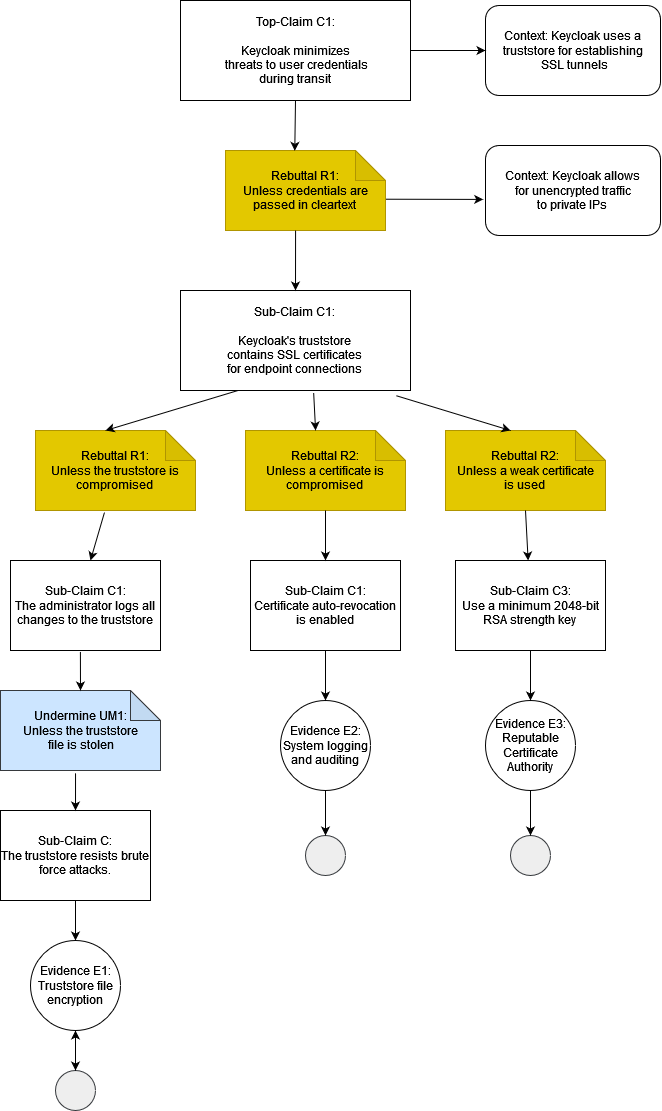 Top-Claim C1:
Keycloak minimizes
threats to user credentials
during transit
Context: Keycloak uses a
truststore for establishing
SSL tunnels
Rebuttal R1:
Unless credentials are
passed in cleartext
Context: Keycloak allows
for unencrypted traffic
to private IPs
Sub-Claim C1:
Keycloak's truststore
contains SSL certificates
for endpoint connections
Rebuttal R1:
Unless the truststore is
compromised
Rebuttal R2:
Unless a certificate is
compromised
Rebuttal R2:
Unless a weak certificate
is used
Sub-Claim C1:
The administrator logs all
changes to the truststore
Sub-Claim C1:
Certificate auto-revocation
is enabled
Sub-Claim C3:
Use a minimum 2048-bit
RSA strength key
Undermine UM1:
Unless the truststore
file is stolen
Evidence E2:
System logging
and auditing
Evidence E3:
Reputable
Certificate
Authority
Sub-Claim C:
The truststore resists brute
force attacks.
Evidence E1:
Truststore file
encryption